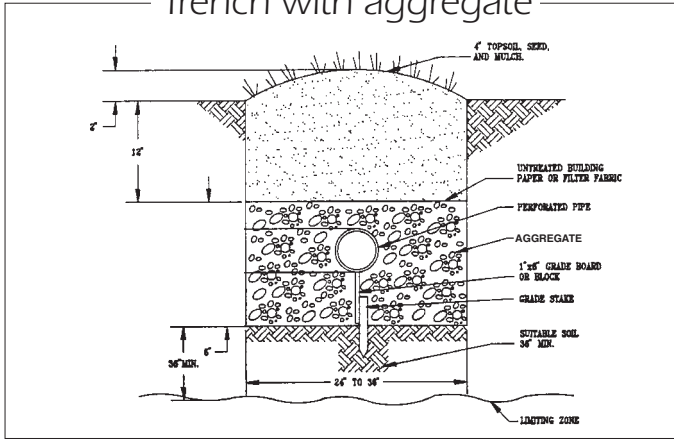 Trench with aggregate
4" TOPSOIL, SEED,
AND MULCH.
2"
12"
UNTREATED BUILDING
PAPER OR FILTER FABRIC
PERFORATED PIPE
AGGREGATE
1"x6" GRADE BOARD
OR BLOCK
GRADE STAKE
SUITABLE SOIL
36" MIN.
6"
36" MIN.
24" TO 36"
LIMITING ZONE